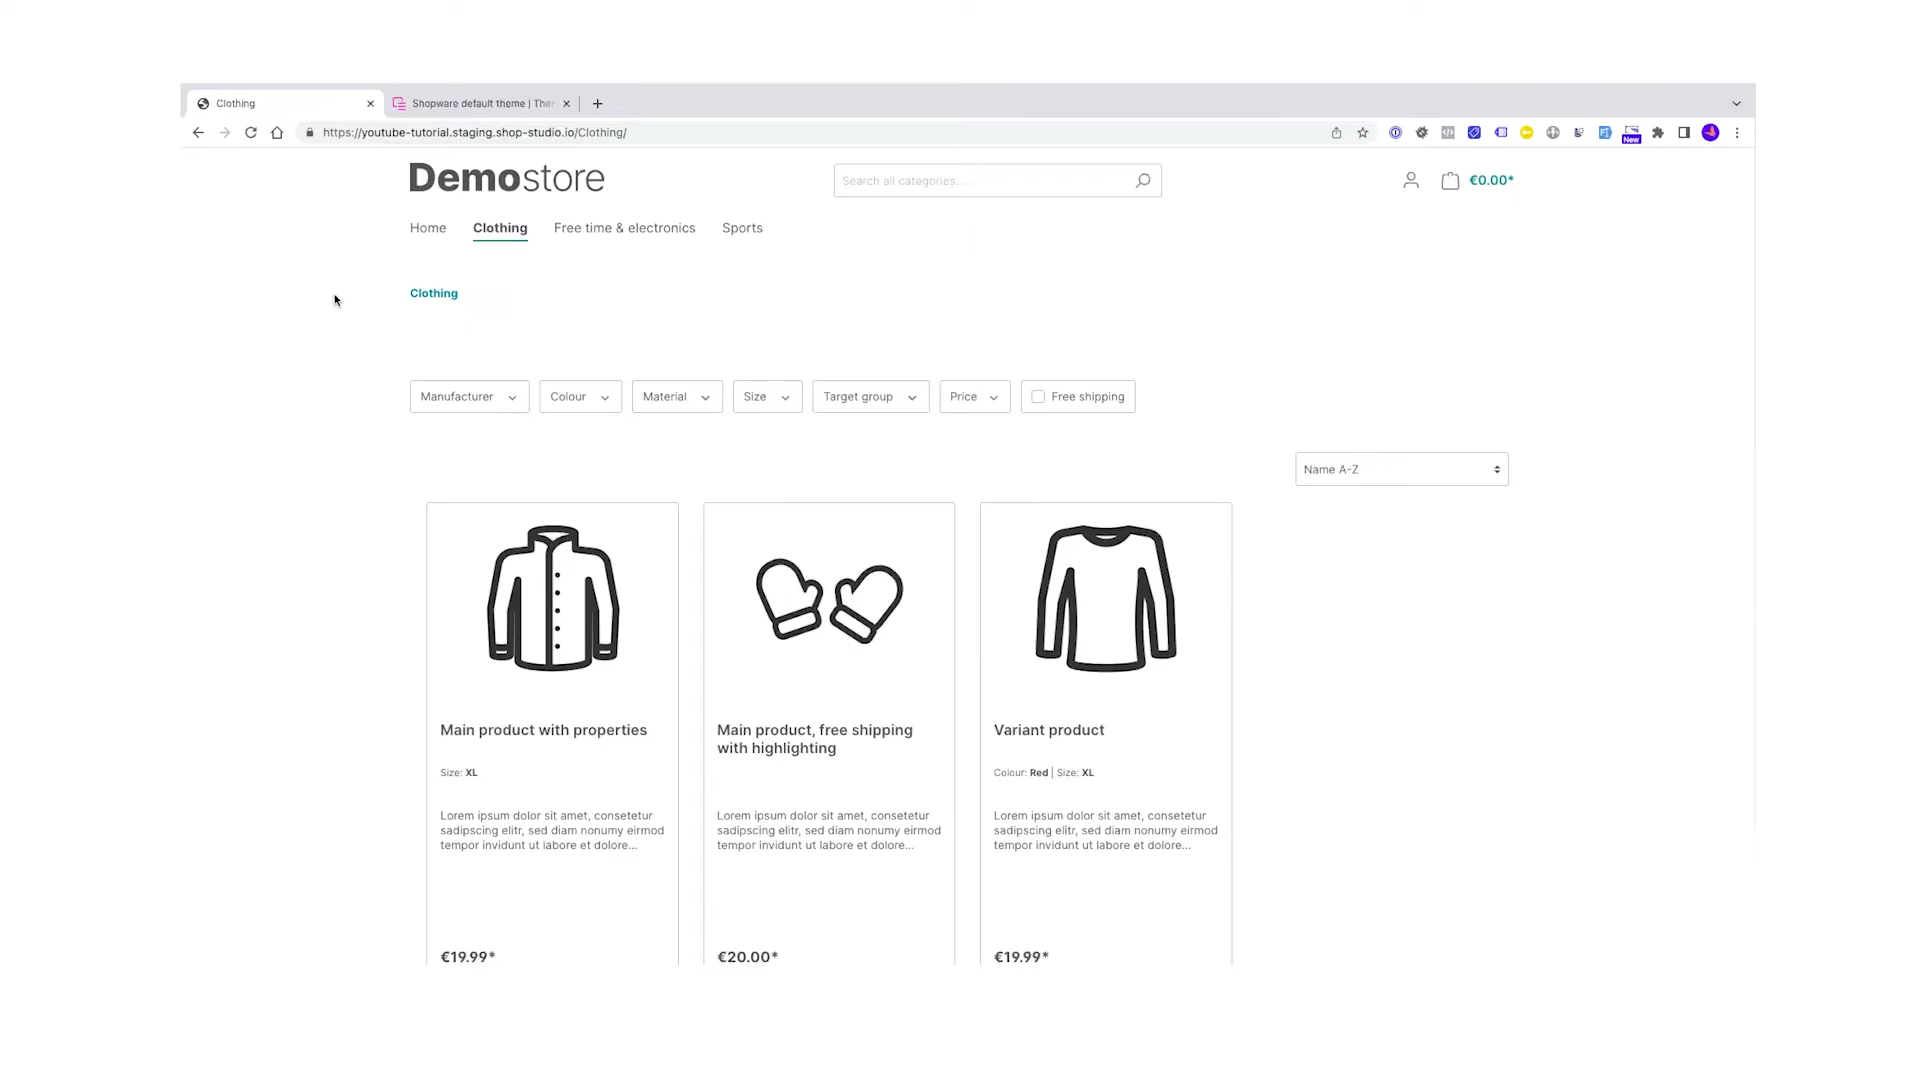 Clothing
Shopware default theme | The
https://youtube-tutorial.staging.shop-studio.io/Clothing/
New
Demostore
Search all categories...
€0.00*
Home Clothing Free time & electronics Sports
Clothing
Manufacturer Colour Material Size Target group Price Free shipping
Name A-Z
Main product with properties
Size: XL
Lorem ipsum dolor sit amet, consetetur
sadipscing elitr, sed diam nonumy eirmod
tempor invidunt ut labore et dolore...
€19.99*
Main product, free shipping
with highlighting
Lorem ipsum dolor sit amet, consetetur
sadipscing elitr, sed diam nonumy eirmod
tempor invidunt ut labore et dolore...
€20.00*
Variant product
Colour: Red | Size: XL
Lorem ipsum dolor sit amet, consetetur
sadipscing elitr, sed diam nonumy eirmod
tempor invidunt ut labore et dolore...
€19.99*